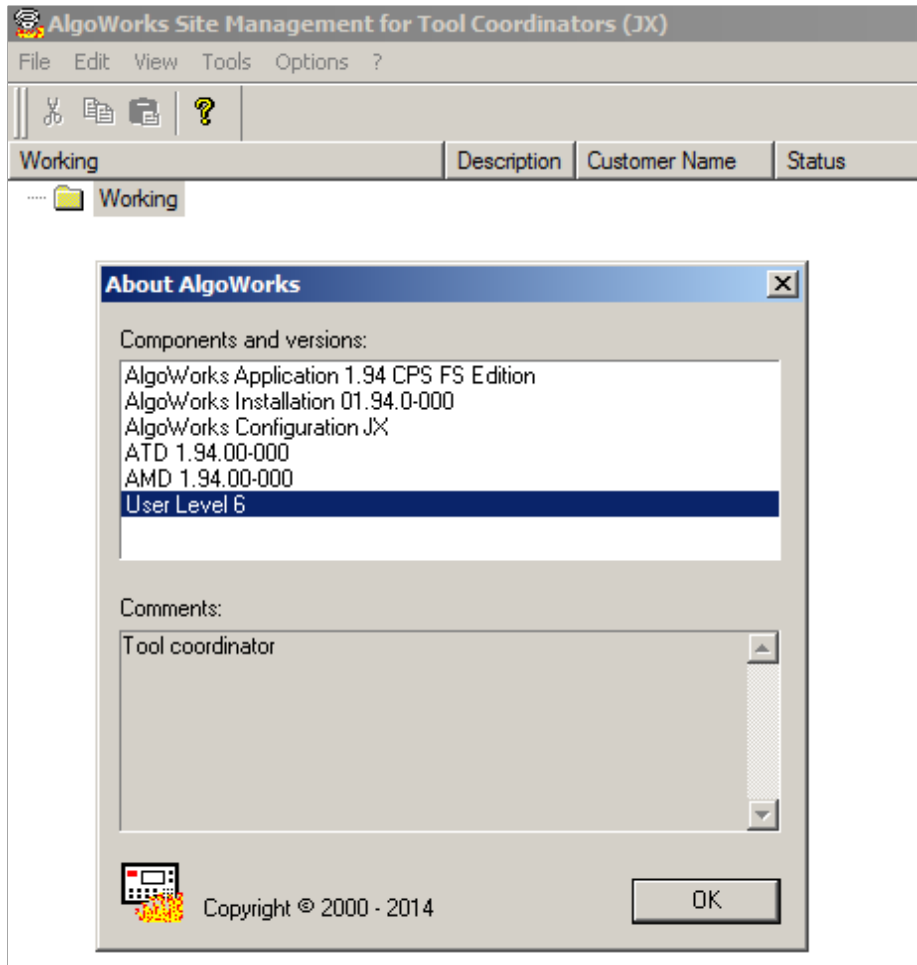 AlgoWorks Site Management for Tool Coordinators (JX)
File Edit View Tools Options ?
Working Description Customer Name Status
Working
About AlgoWorks
Components and versions:
AlgoWorks Application 1.94 CPS FS Edition
AlgoWorks Installation 01.94.0-000
AlgoWorks Configuration JX
ATD 1.94.00-000
AMD 1.94.00-000
User Level 6
Comments:
Tool coordinator
Copyright © 2000 - 2014
OK